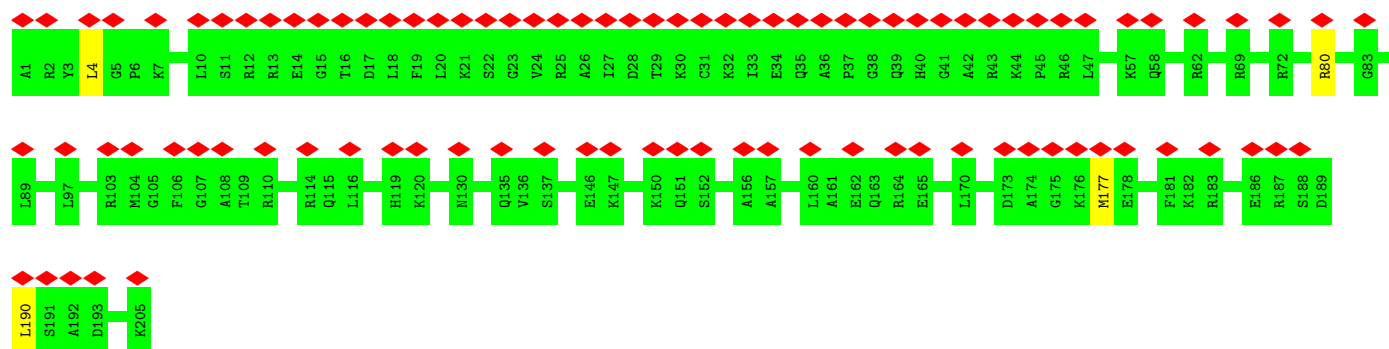 A1 R2 Y3 L4 G5 P6 K7 L10 S11 R12 R13 E14 G15 T16 D17 L18 F19 L20 K21 S22 G23 V24 R25 A26 I27 D28 T29 K30 C31 K32 I33 E34 Q35 A36 P37 G38 Q39 H40 G41 A42 R43 K44 P45 R46 L47 K57 Q58 R62 R69 R72 R80 G83
L89 L97 R103 M104 G105 F106 G107 A108 T109 R110 R114 Q115 L116 H119 K120 N130 Q135 V136 S137 E146 K147 K150 Q151 S152 A156 A157 L160 A161 E162 Q163 R164 E165 L170 D173 A174 G175 K176 M177 E178 F181 K182 R183 E186 R187 S188 D189
L190 S191 A192 D193 K205